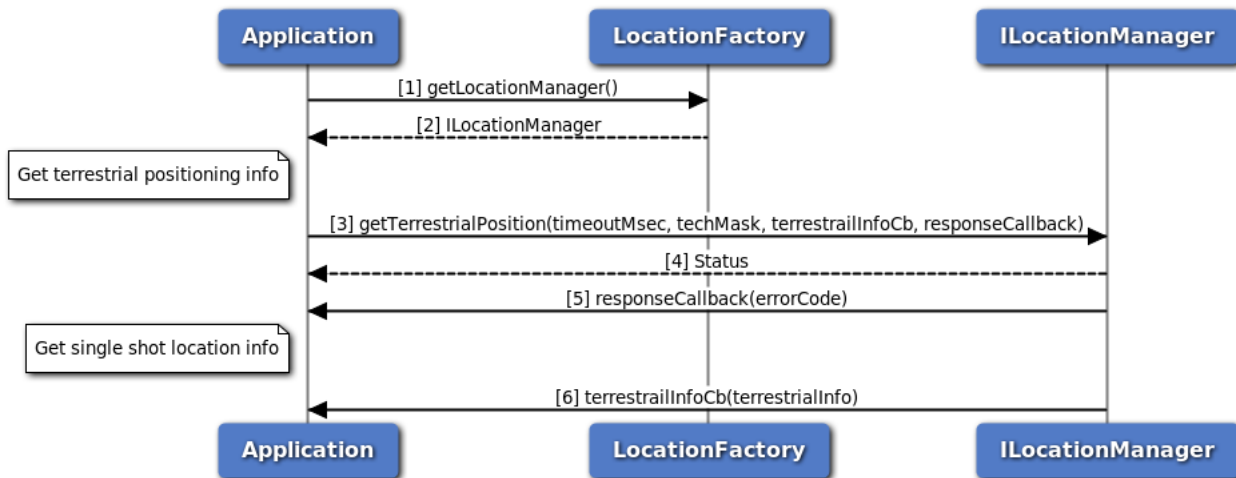 Application
LocationFactory
ILocationManager
[1] getLocationManager()
[2] ILocationManager
Get terrestrial positioning info
[3] getTerrestrialPosition(timeoutMsec, techMask, terrestrailInfoCb, responseCallback)
[4] Status
[5] responseCallback(errorCode)
Get single shot location info
[6] terrestrailInfoCb(terrestrialInfo)
Application
LocationFactory
ILocationManager